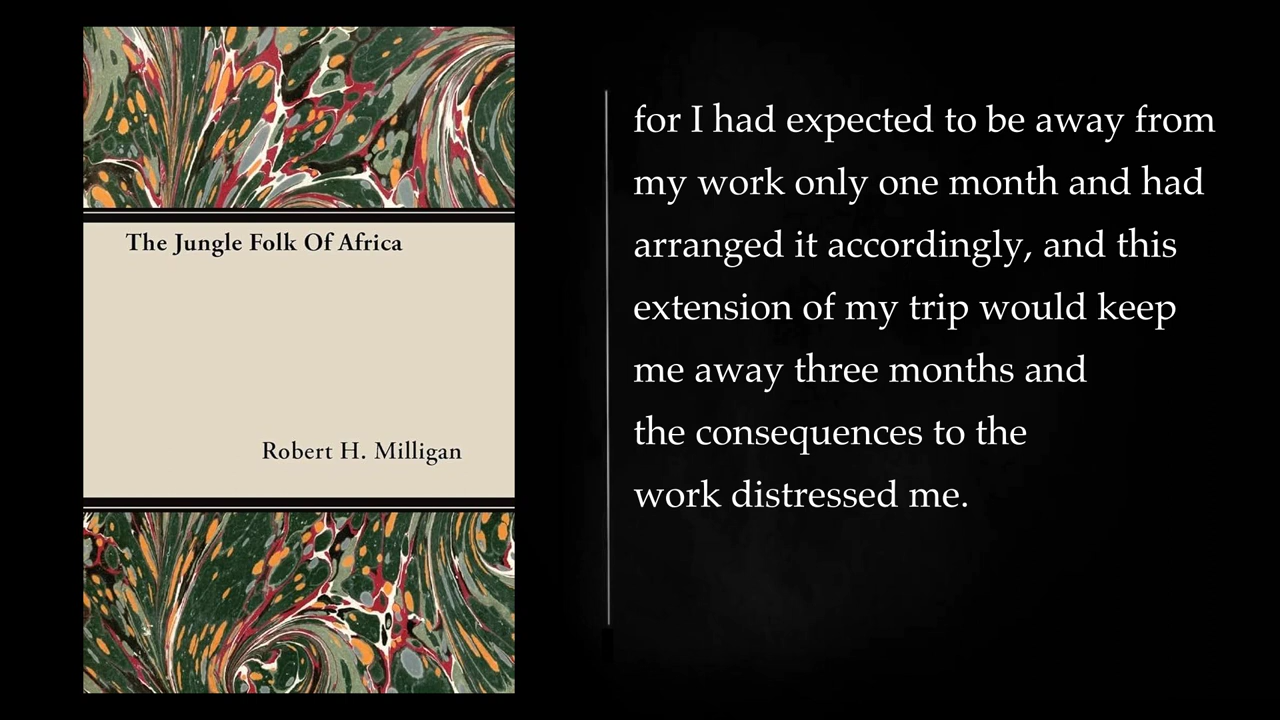 The Jungle Folk Of Africa
Robert H. Milligan
for I had expected to be away from
my work only one month and had
arranged it accordingly, and this
extension of my trip would keep
me away three months and
the consequences to the
work distressed me.